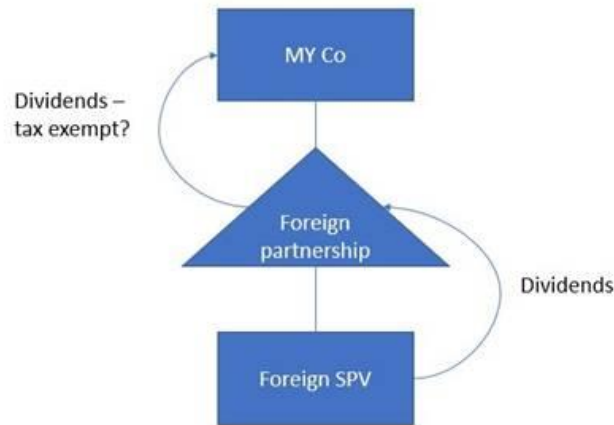 MY Co
Dividends –
tax exempt?
Foreign
partnership
Dividends
Foreign SPV